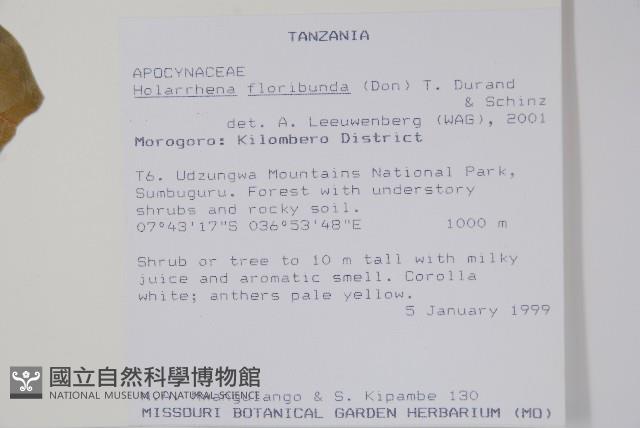 TANZANIA
APOCYNACEAE
Holarrhena floribunda (Don) T. Durand
& Schinz
det. A. Leeuwenberg (WAG), 2001
Morogoro: Kilombero District
T6. Udzungwa Mountains National Park,
Sumbuguru. Forest with understory
shrubs and rocky soil.
07°43'17"S 036°53'48"E 1000 m
Shrub or tree to 10 m tall with milky
juice and aromatic smell. Corolla
white; anthers pale yellow.
5 January 1999
國立自然科學博物館
NATIONAL MUSEUM OF NATURAL SCIENCE
& S. Kipambe 130
MISSOURI BOTANICAL GARDEN HERBARIUM (MO)